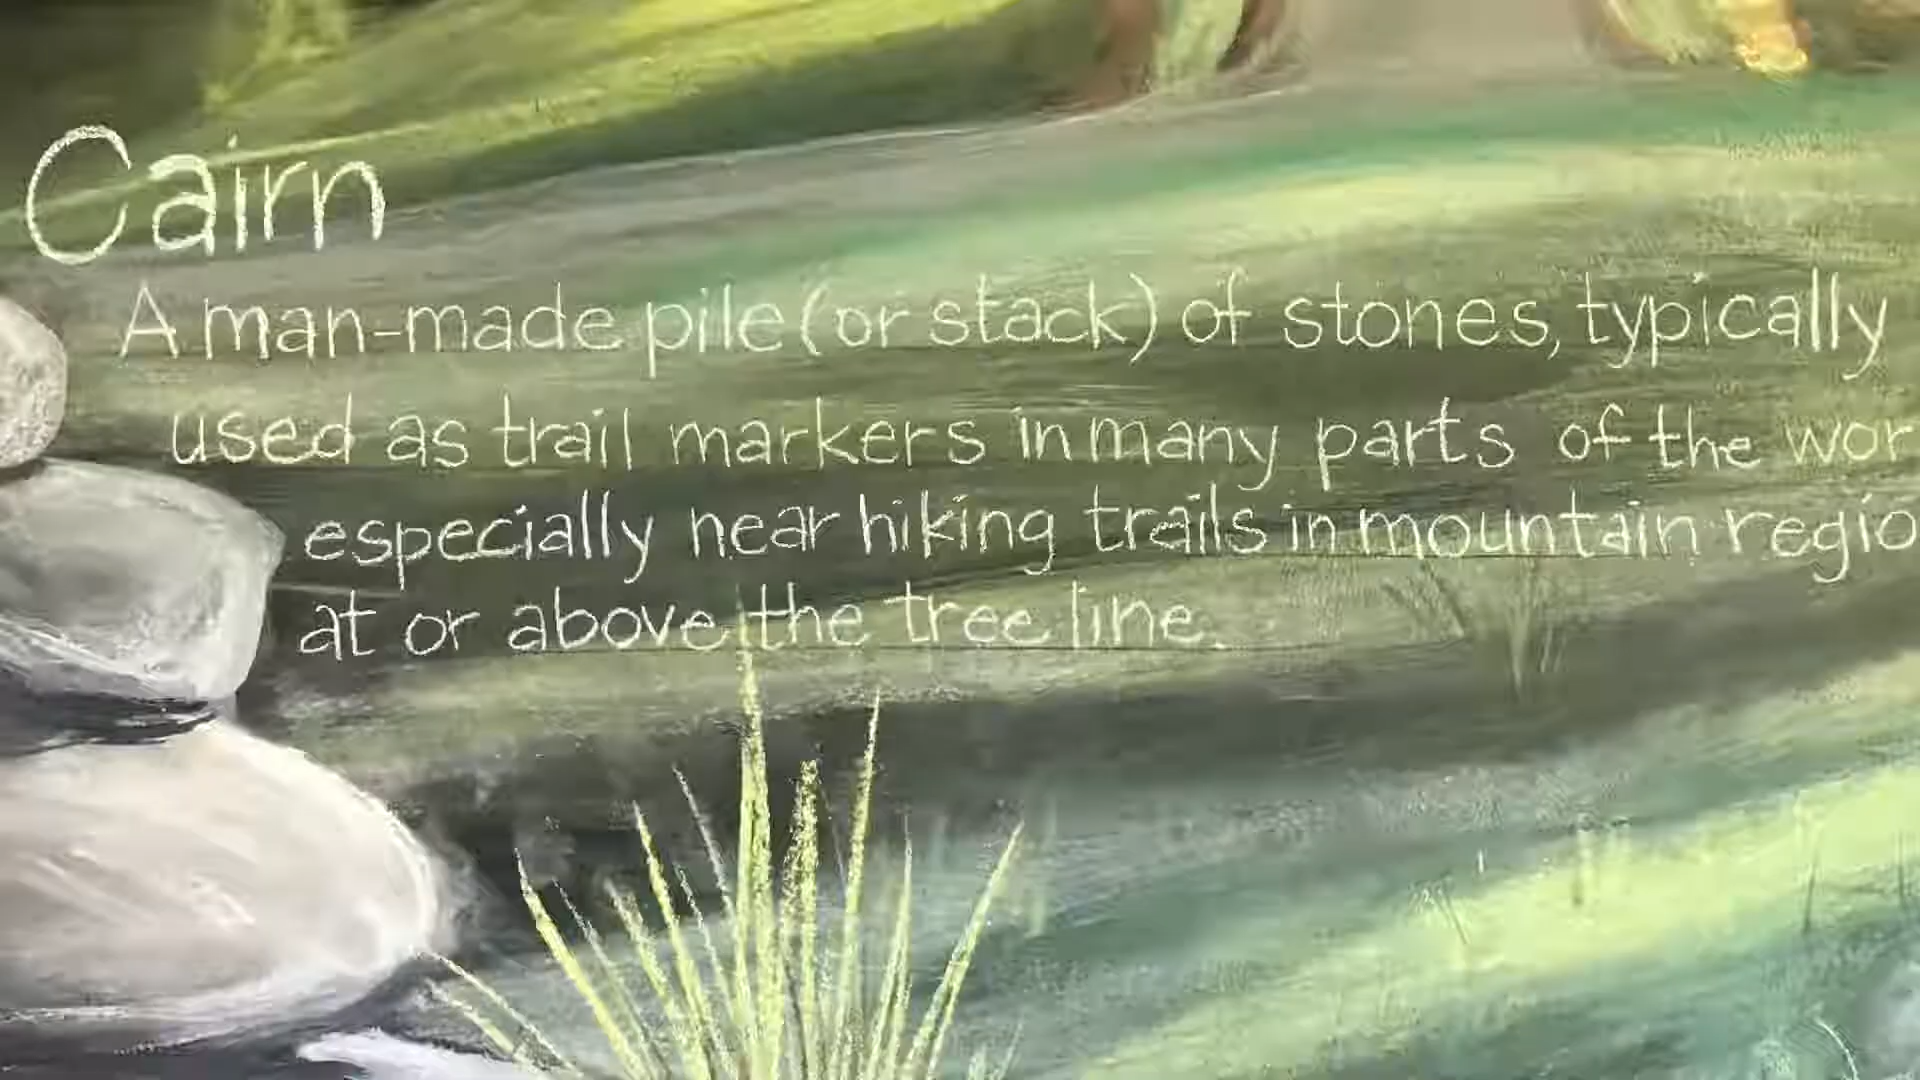 Cairn
A man-made pile (or stack) of stones, typically
used as trail markers in many parts of the wor
especially near hiking trails in mountain regio
at or above the tree line.